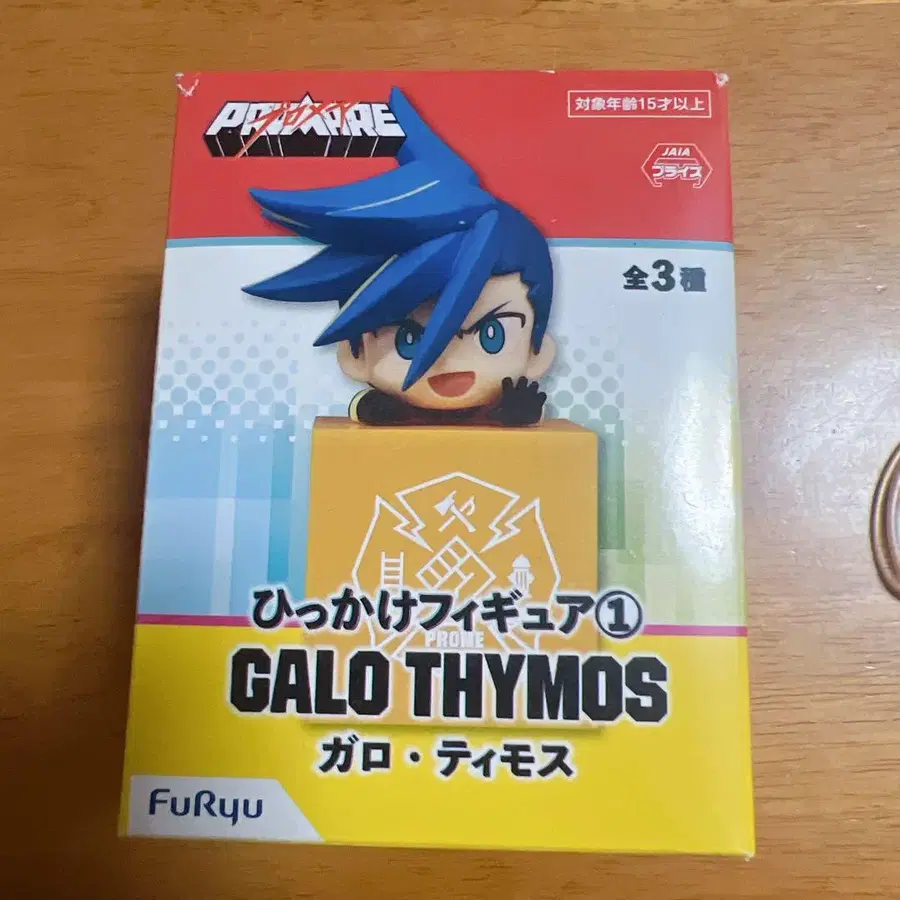 PROMARE
プロメア
対象年齢15才以上
JAIA
プライズ
全3種
PROME
ひっかけフィギュア①
GALO THYMOS
ガロ・ティモス
FuRyu